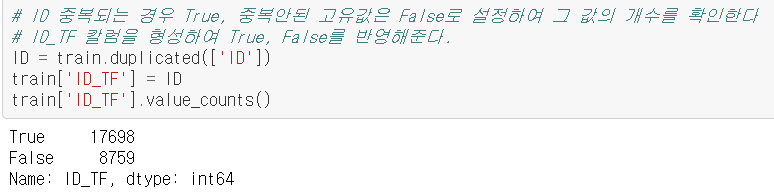 # ID 중복되는 경우 True, 중복안된 고유값은 False로 설정하여 그 값의 개수를 확인한다
# ID_TF 칼럼을 형성하여 True, False를 반영해준다.
ID = train.duplicated(['ID'])
train['ID_TF'] = ID
train['ID_TF'].value_counts()
True     17698
False     8759
Name: ID_TF, dtype: int64